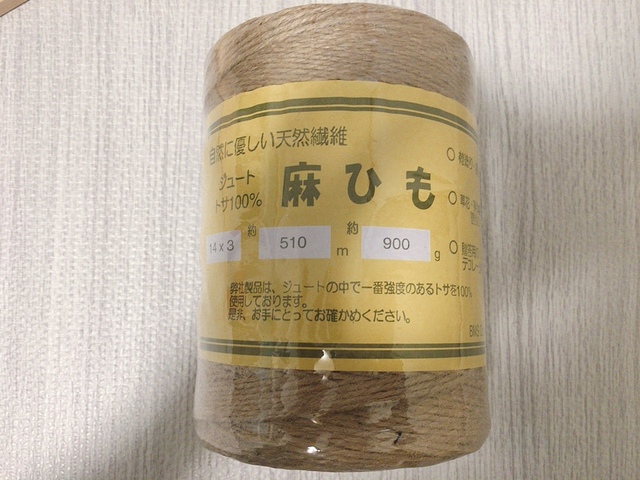 自然に優しい天然繊維
ジュート
トサ100%
麻ひも
14x3 約 510 m 約 900 g
弊社製品は、ジュートの中で一番強度のあるトサを100%
使用しております。
是非、お手にとってお確かめください。